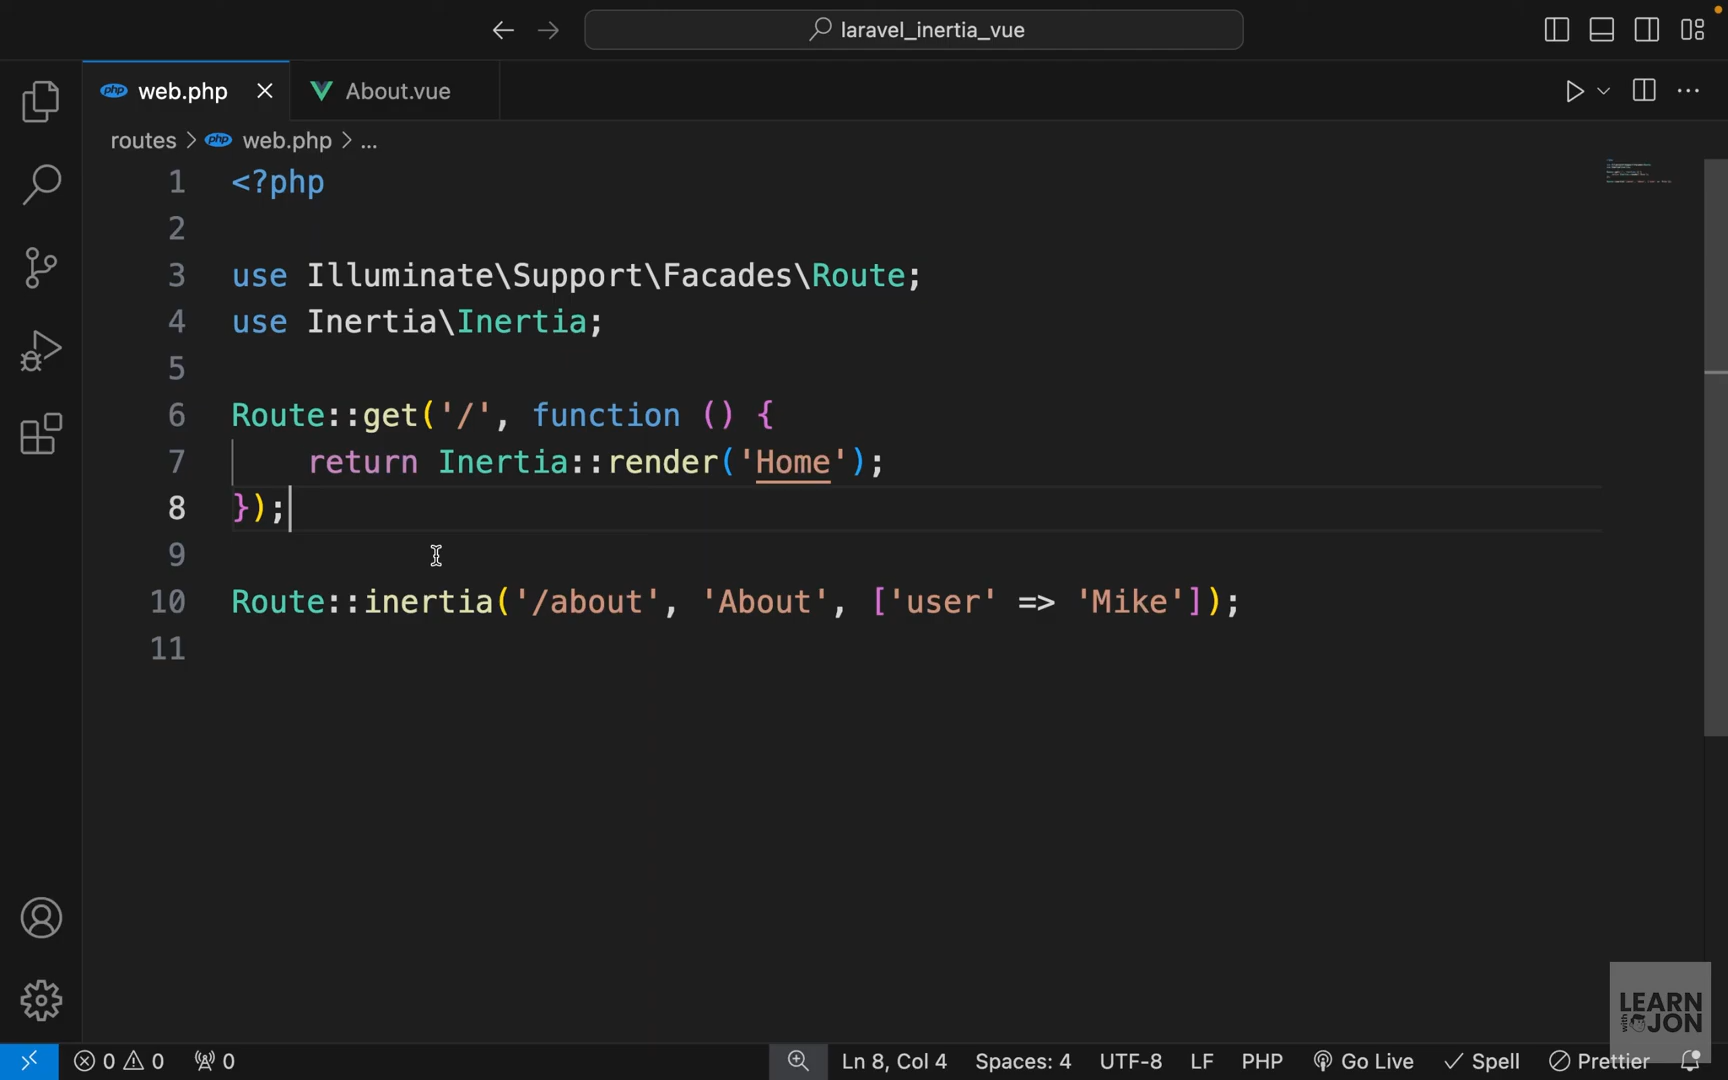 laravel_inertia_vue
php web.php About.vue
routes > php web.php > ...
1 <?php
2
3 use Illuminate\Support\Facades\Route;
4 use Inertia\Inertia;
5
6 Route::get('/', function () {
7 return Inertia::render('Home');
8 });
9
10 Route::inertia('/about', 'About', ['user' => 'Mike']);
11
LEARN
with JON
0 0 0 Ln 8, Col 4 Spaces: 4 UTF-8 LF PHP Go Live Spell Prettier